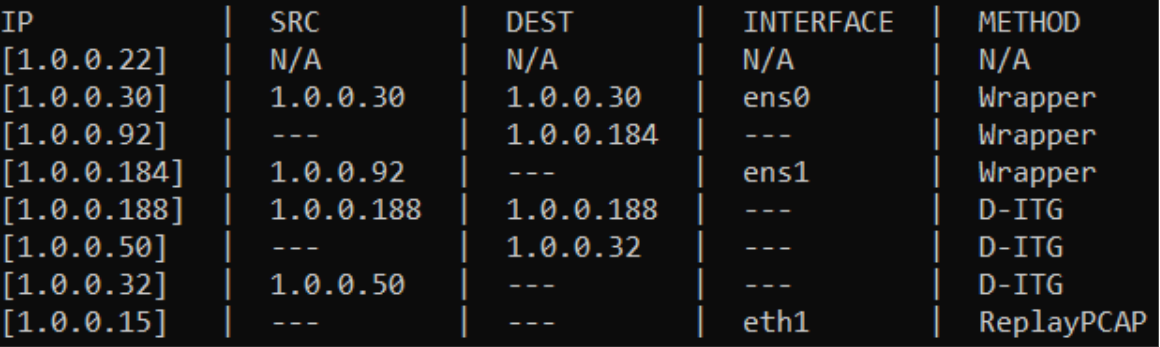 IP | SRC | DEST | INTERFACE | METHOD
[1.0.0.22] | N/A | N/A | N/A | N/A
[1.0.0.30] | 1.0.0.30 | 1.0.0.30 | ens0 | Wrapper
[1.0.0.92] | --- | 1.0.0.184 | --- | Wrapper
[1.0.0.184] | 1.0.0.92 | --- | ens1 | Wrapper
[1.0.0.188] | 1.0.0.188 | 1.0.0.188 | --- | D-ITG
[1.0.0.50] | --- | 1.0.0.32 | --- | D-ITG
[1.0.0.32] | 1.0.0.50 | --- | --- | D-ITG
[1.0.0.15] | --- | --- | eth1 | ReplayPCAP